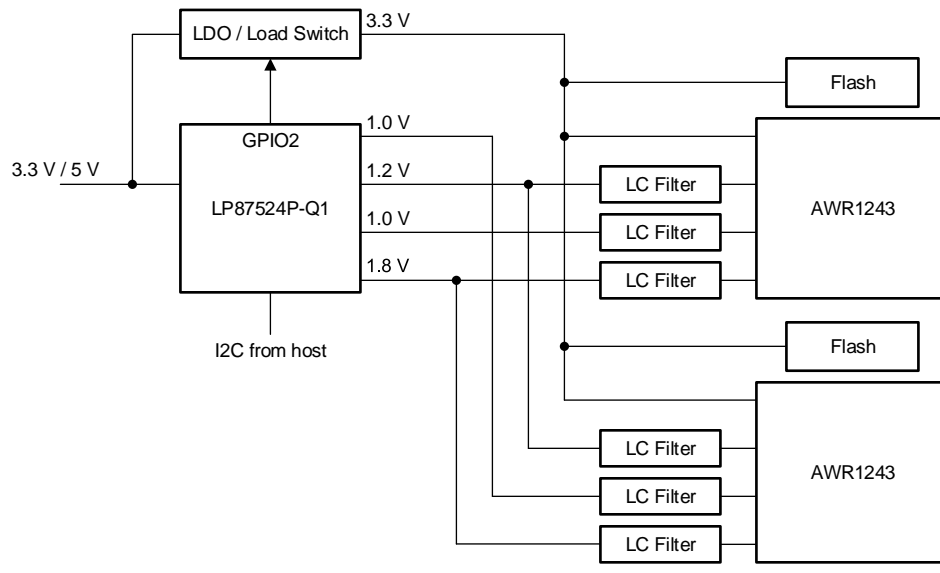 LDO / Load Switch
3.3 V
Flash
GPIO2
1.0 V
3.3 V / 5 V
1.2 V
LC Filter
LP87524P-Q1
1.0 V
LC Filter
AWR1243
1.8 V
LC Filter
I2C from host
Flash
LC Filter
AWR1243
LC Filter
LC Filter